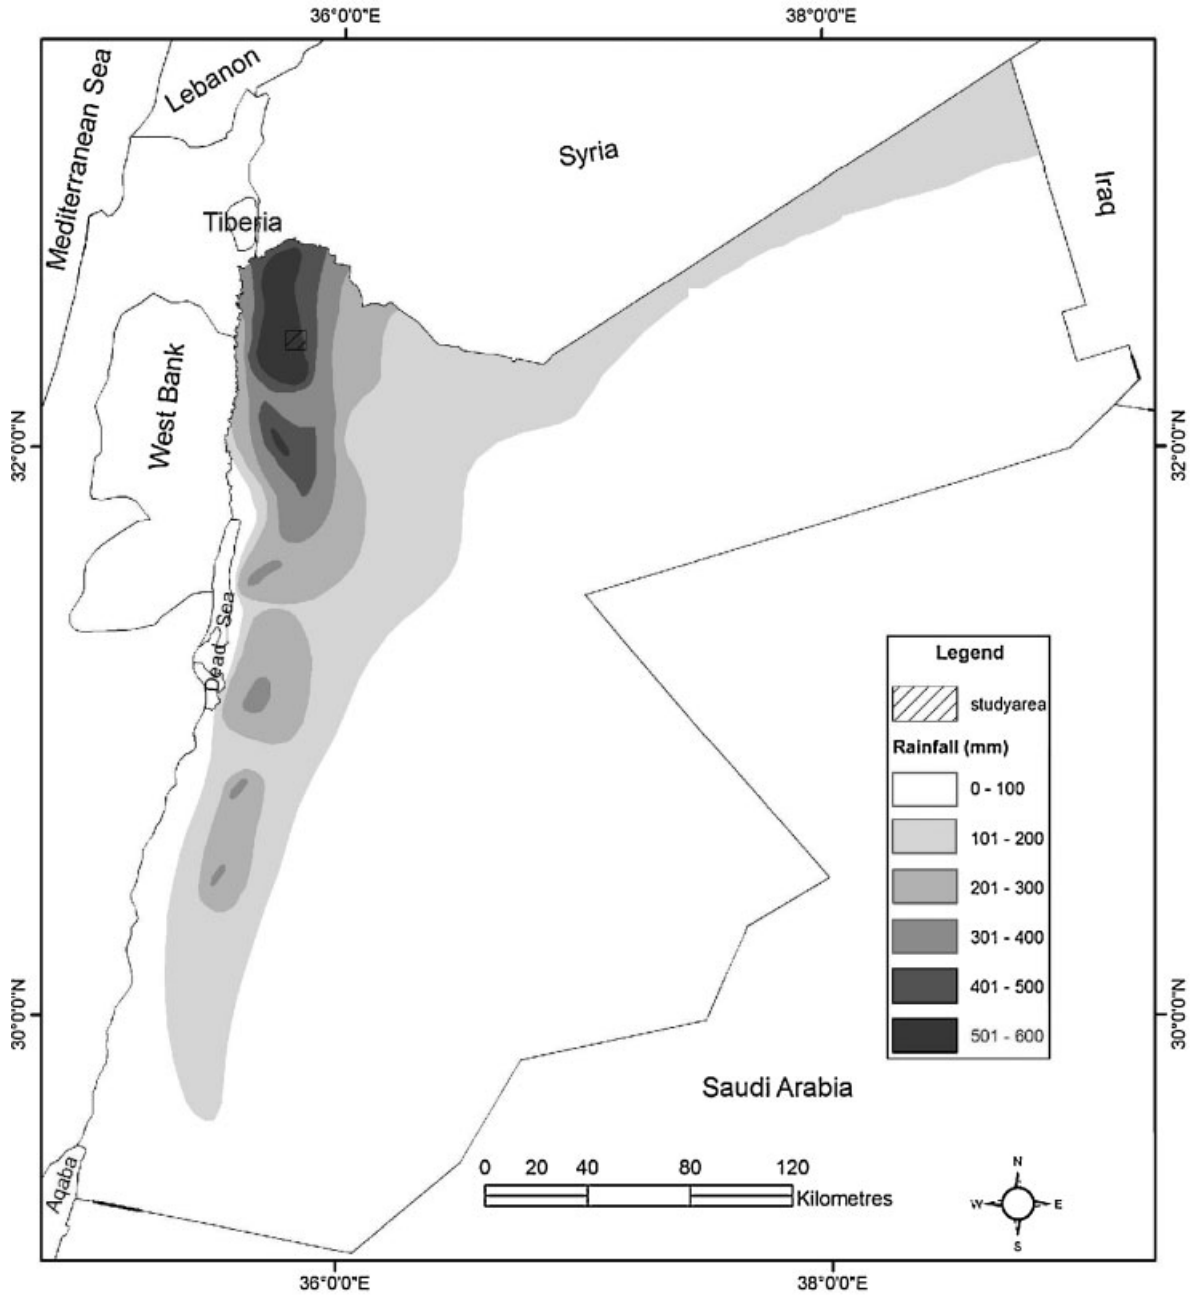 36°0'0"E
38°0'0"E
Mediterranean Sea
Lebanon
Syria
Iraq
Tiberia
West Bank
32°0'0"N
32°0'0"N
Dead Sea
Legend
studyarea
Rainfall (mm)
0 - 100
101 - 200
201 - 300
301 - 400
401 - 500
501 - 600
30°0'0"N
30°0'0"N
Saudi Arabia
Aqaba
0 20 40 80 120
Kilometres
N
W E
S
36°0'0"E
38°0'0"E